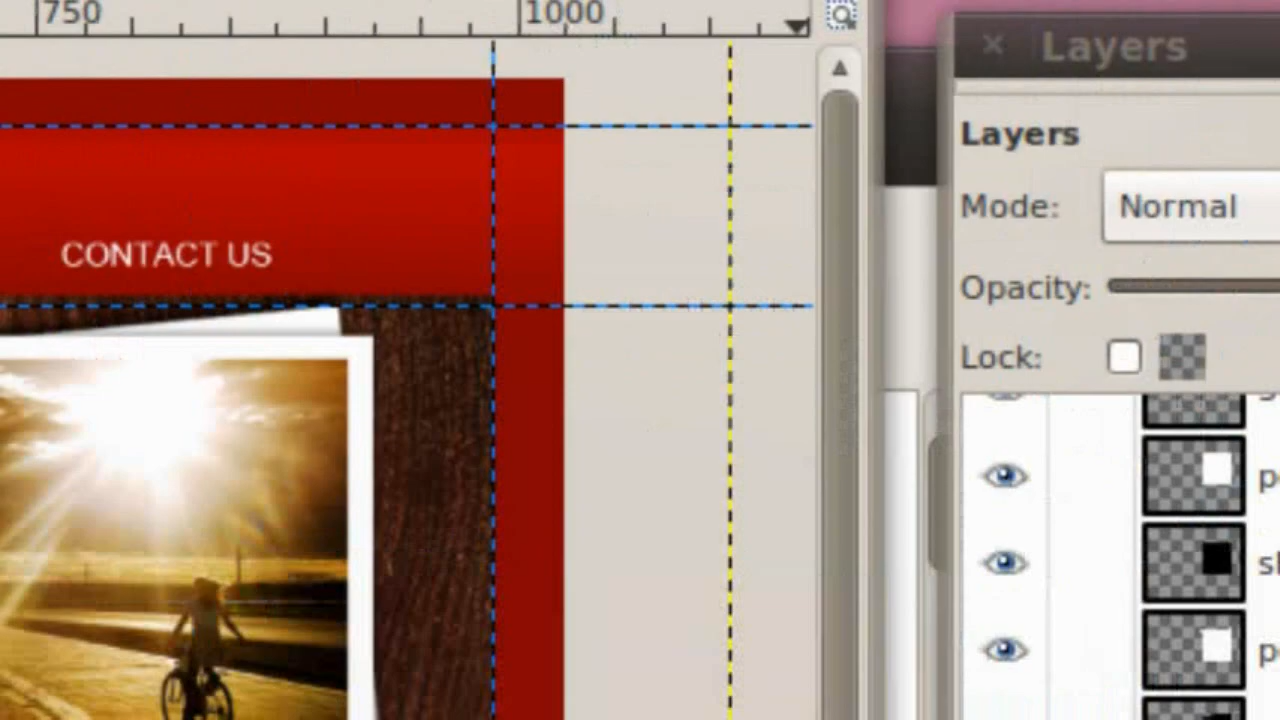 750
1000
Layers
Layers
Mode: Normal
CONTACT US
Opacity:
Lock: